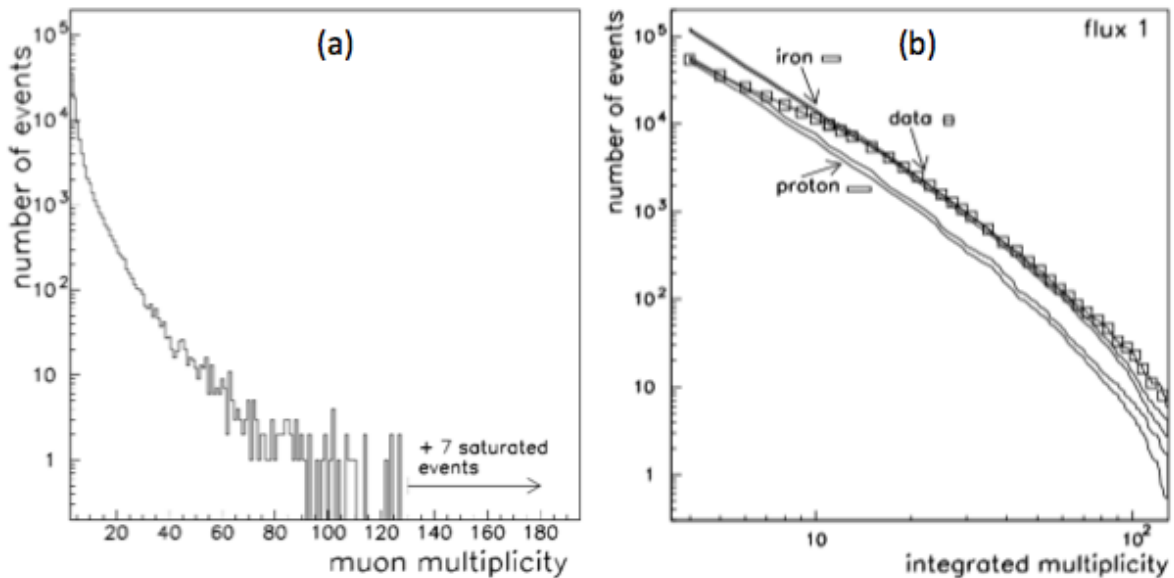 (a)
number of events
10^5
10^4
10^3
10^2
10
1
+ 7 saturated
events
20 40 60 80 100 120 140 160 180
muon multiplicity
(b)
flux 1
number of events
10^5
10^4
10^3
10^2
10
1
iron
data
proton
10 10^2
integrated multiplicity